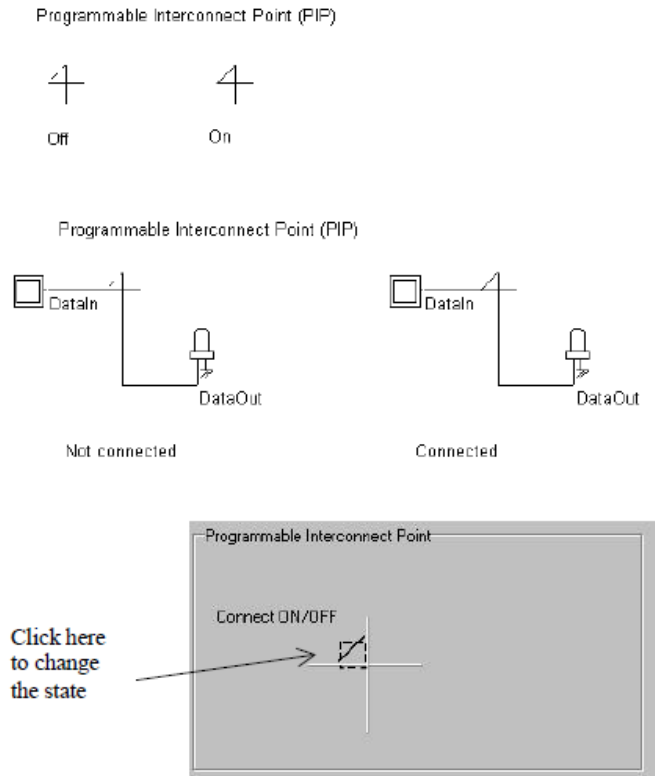 Programmable Interconnect Point (PIP)
Off
On
Programmable Interconnect Point (PIP)
DataIn
DataOut
Not connected
DataIn
DataOut
Connected
Programmable Interconnect Point
Connect ON/OFF
Click here
to change
the state